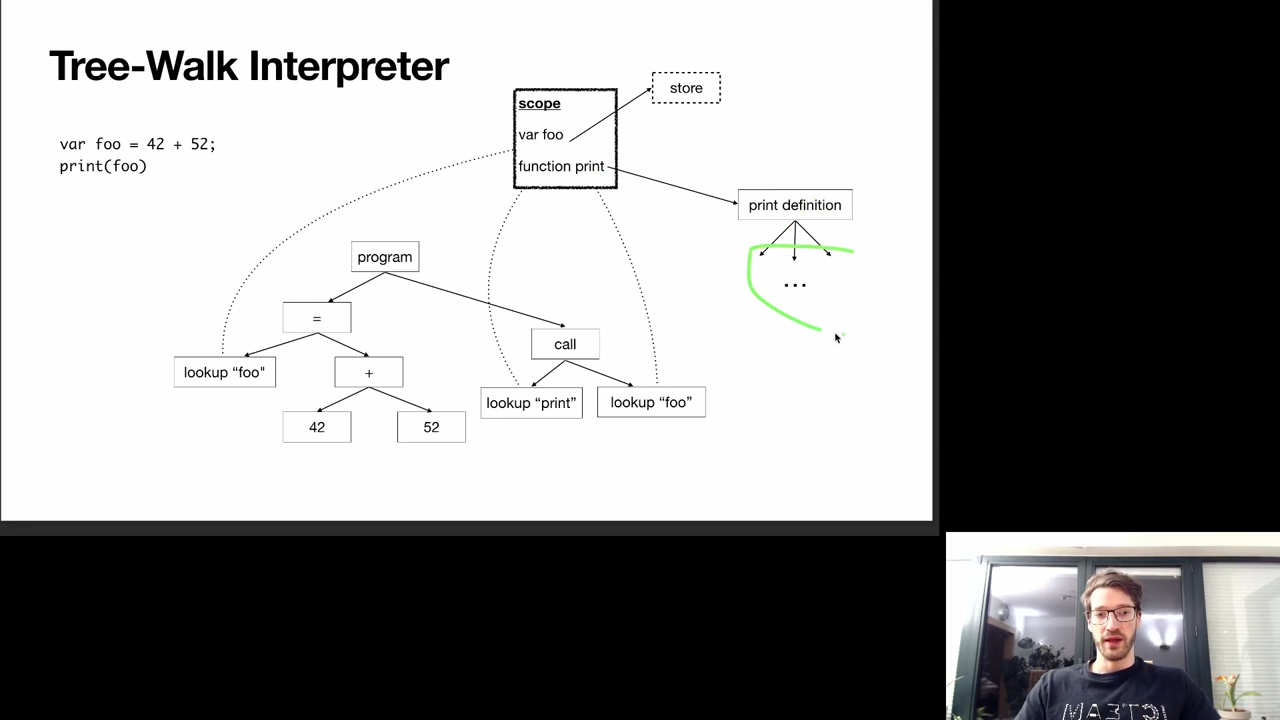 Tree-Walk Interpreter
var foo = 42 + 52;
print(foo)
scope
var foo
function print
store
print definition
...
program
=
call
lookup “foo"
+
lookup “print”
lookup “foo”
42
52